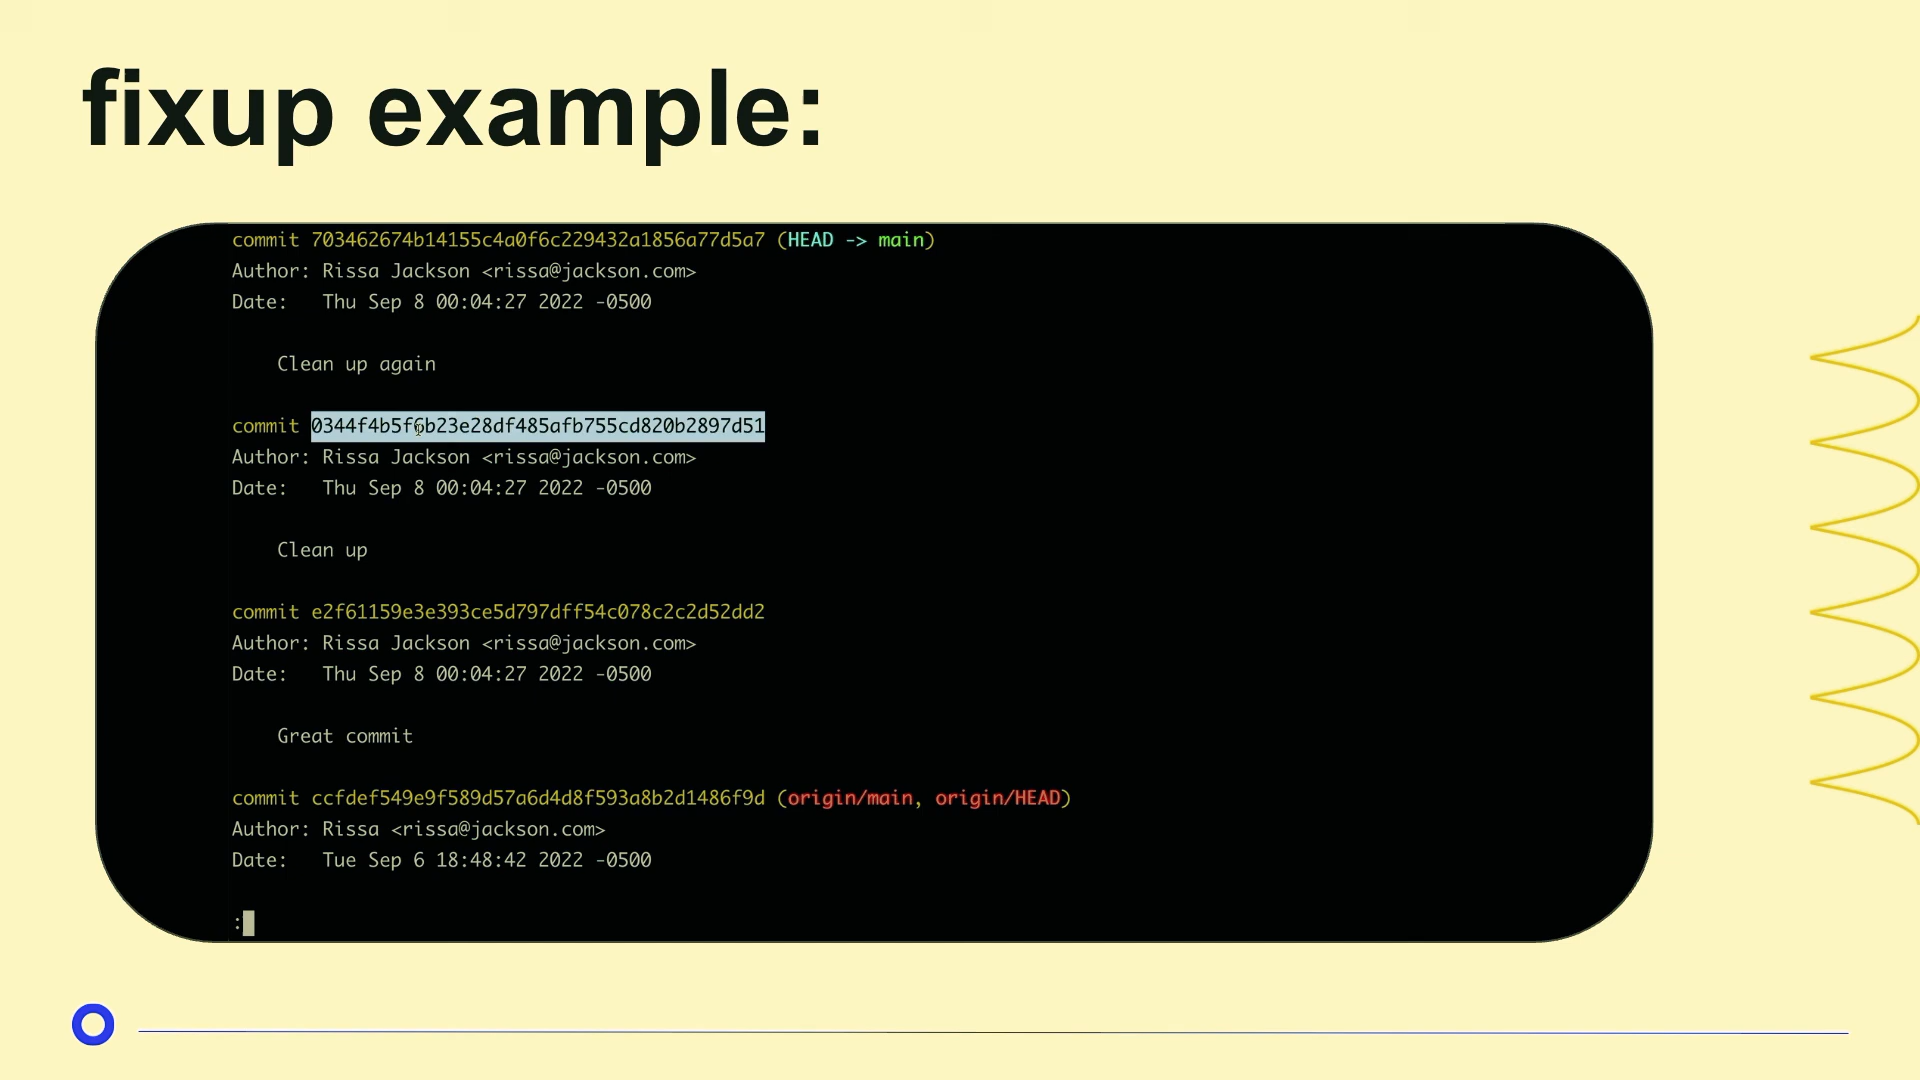 fixup example:
commit 703462674b14155c4a0f6c229432a1856a77d5a7 (HEAD -> main)
Author: Rissa Jackson <rissa@jackson.com>
Date:   Thu Sep 8 00:04:27 2022 -0500
Clean up again
commit 0344f4b5f6b23e28df485afb755cd820b2897d51
Author: Rissa Jackson <rissa@jackson.com>
Date:   Thu Sep 8 00:04:27 2022 -0500
Clean up
commit e2f61159e3e393ce5d797dff54c078c2c2d52dd2
Author: Rissa Jackson <rissa@jackson.com>
Date:   Thu Sep 8 00:04:27 2022 -0500
Great commit
commit ccfdef549e9f589d57a6d4d8f593a8b2d1486f9d (origin/main, origin/HEAD)
Author: Rissa <rissa@jackson.com>
Date:   Tue Sep 6 18:48:42 2022 -0500
: